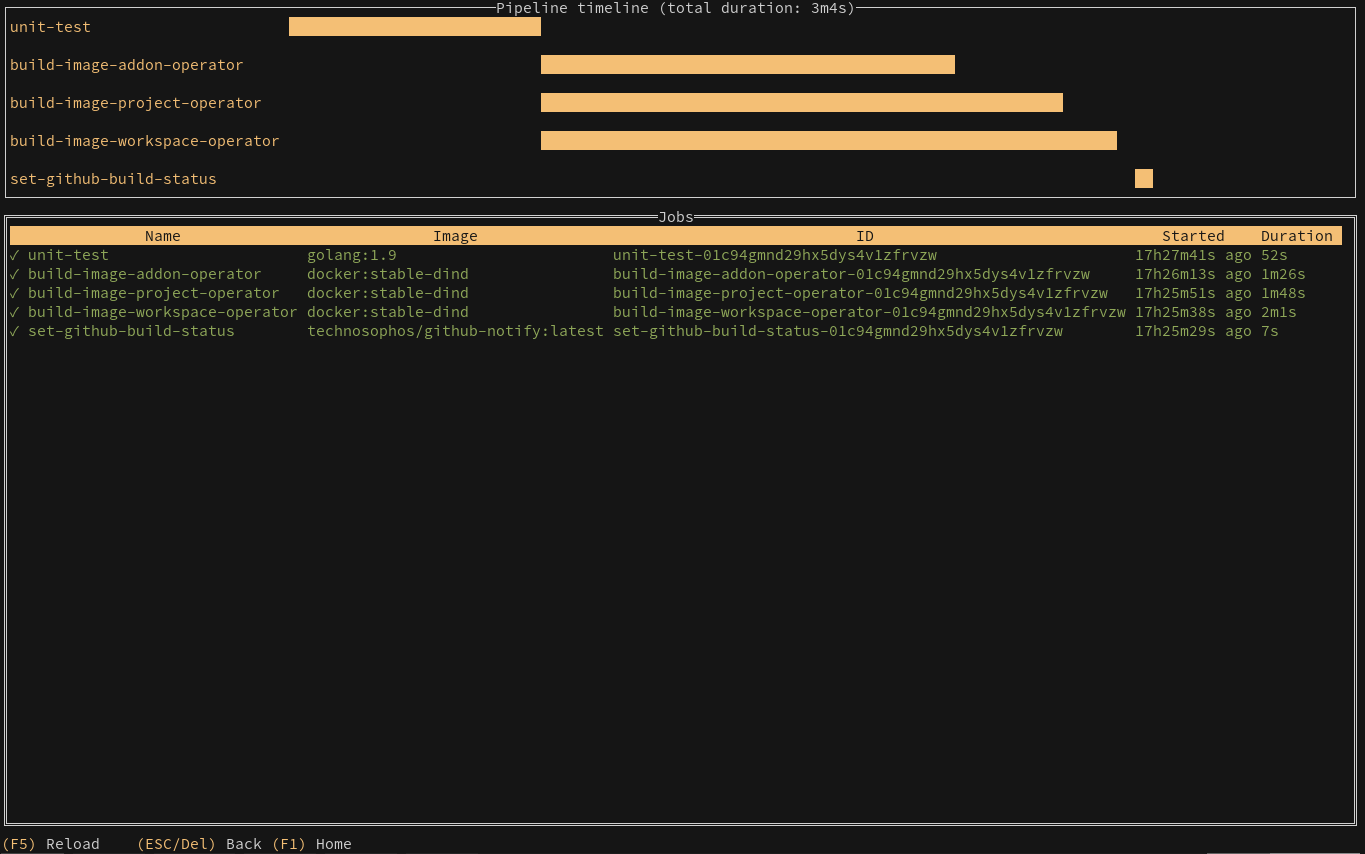 Pipeline timeline (total duration: 3m4s)
unit-test
build-image-addon-operator
build-image-project-operator
build-image-workspace-operator
set-github-build-status
Jobs
Name Image ID Started Duration
✓ unit-test golang:1.9 unit-test-01c94gmnd29hx5dys4v1zfrvzw 17h27m41s ago 52s
✓ build-image-addon-operator docker:stable-dind build-image-addon-operator-01c94gmnd29hx5dys4v1zfrvzw 17h26m13s ago 1m26s
✓ build-image-project-operator docker:stable-dind build-image-project-operator-01c94gmnd29hx5dys4v1zfrvzw 17h25m51s ago 1m48s
✓ build-image-workspace-operator docker:stable-dind build-image-workspace-operator-01c94gmnd29hx5dys4v1zfrvzw 17h25m38s ago 2m1s
✓ set-github-build-status technosophos/github-notify:latest set-github-build-status-01c94gmnd29hx5dys4v1zfrvzw 17h25m29s ago 7s
(F5) Reload (ESC/Del) Back (F1) Home